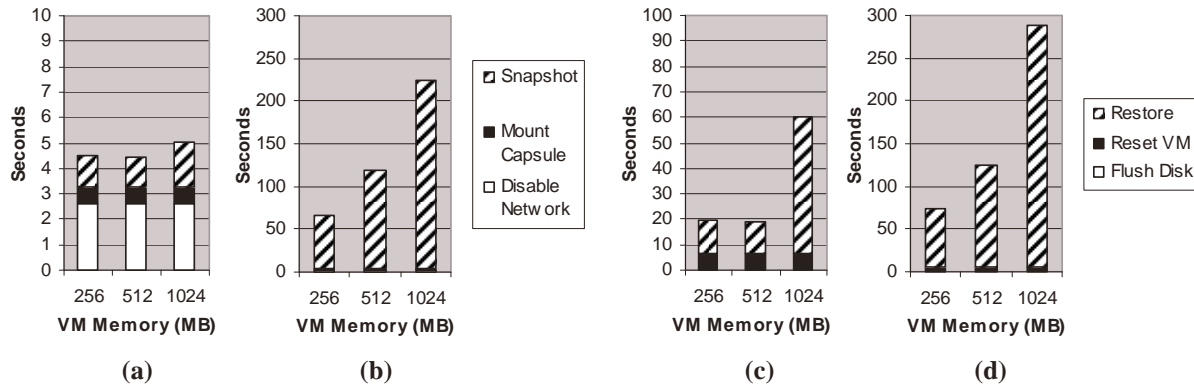 10
9
8
7
6
5
4
3
2
1
0
Seconds
256 512 1024
VM Memory (MB)
(a)
300
250
200
150
100
50
0
Seconds
256 512 1024
VM Memory (MB)
(b)
Snapshot
Mount
Capsule
Disable
Network
100
90
80
70
60
50
40
30
20
10
0
Seconds
256 512 1024
VM Memory (MB)
(c)
300
250
200
150
100
50
0
Seconds
256 512 1024
VM Memory (MB)
(d)
Restore
Reset VM
Flush Disk